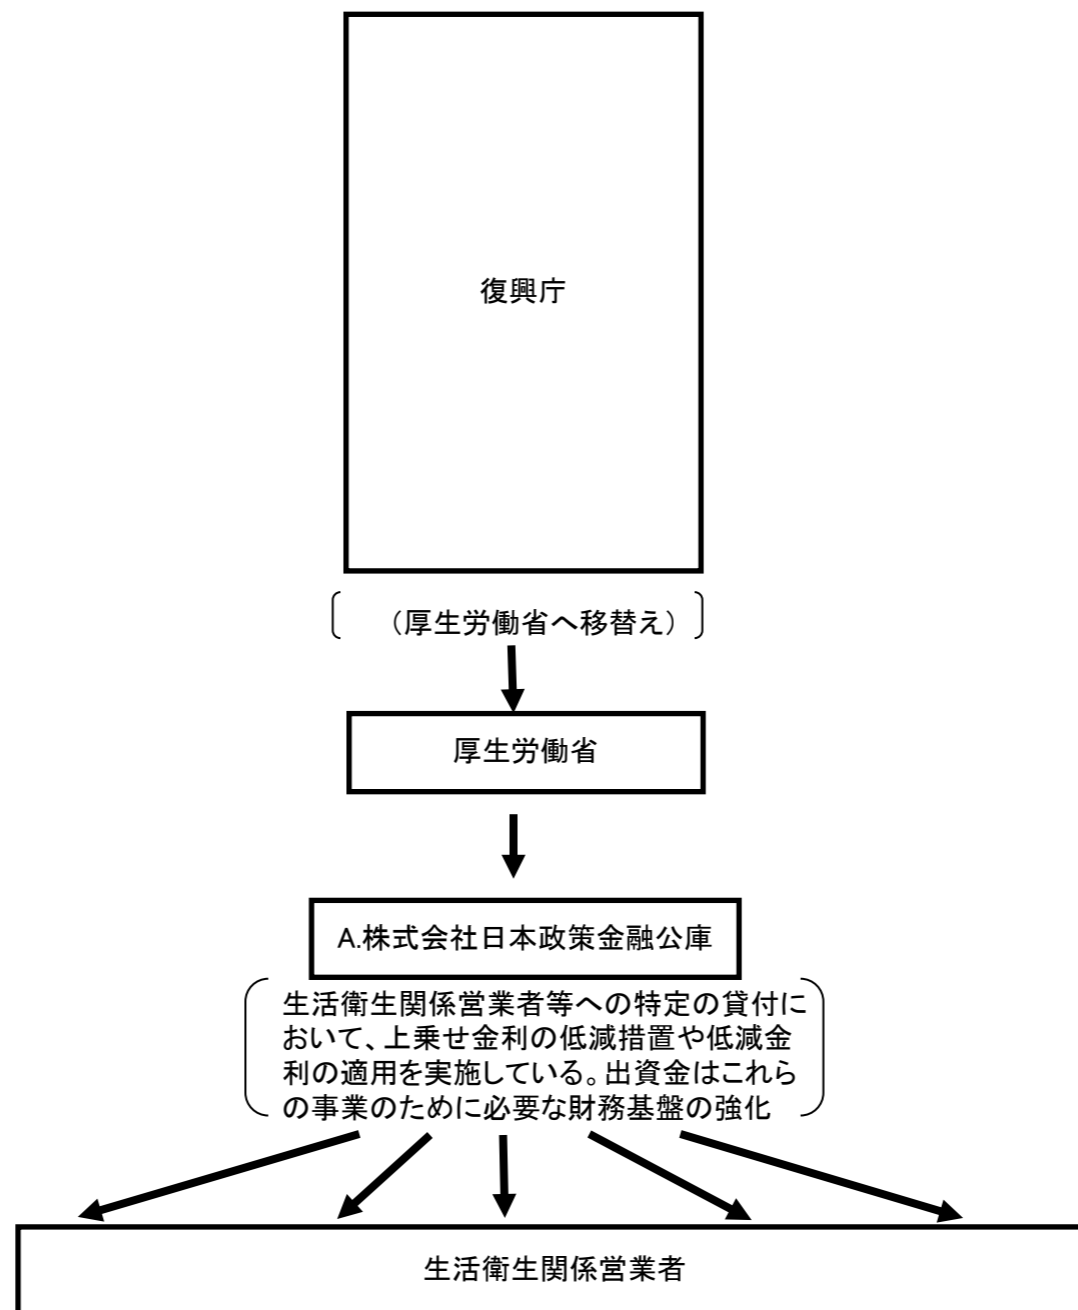 復興庁
（厚生労働省へ移替え）
厚生労働省
A.株式会社日本政策金融公庫
生活衛生関係営業者等への特定の貸付に
おいて、上乗せ金利の低減措置や低減金
利の適用を実施している。出資金はこれら
の事業のために必要な財務基盤の強化
生活衛生関係営業者